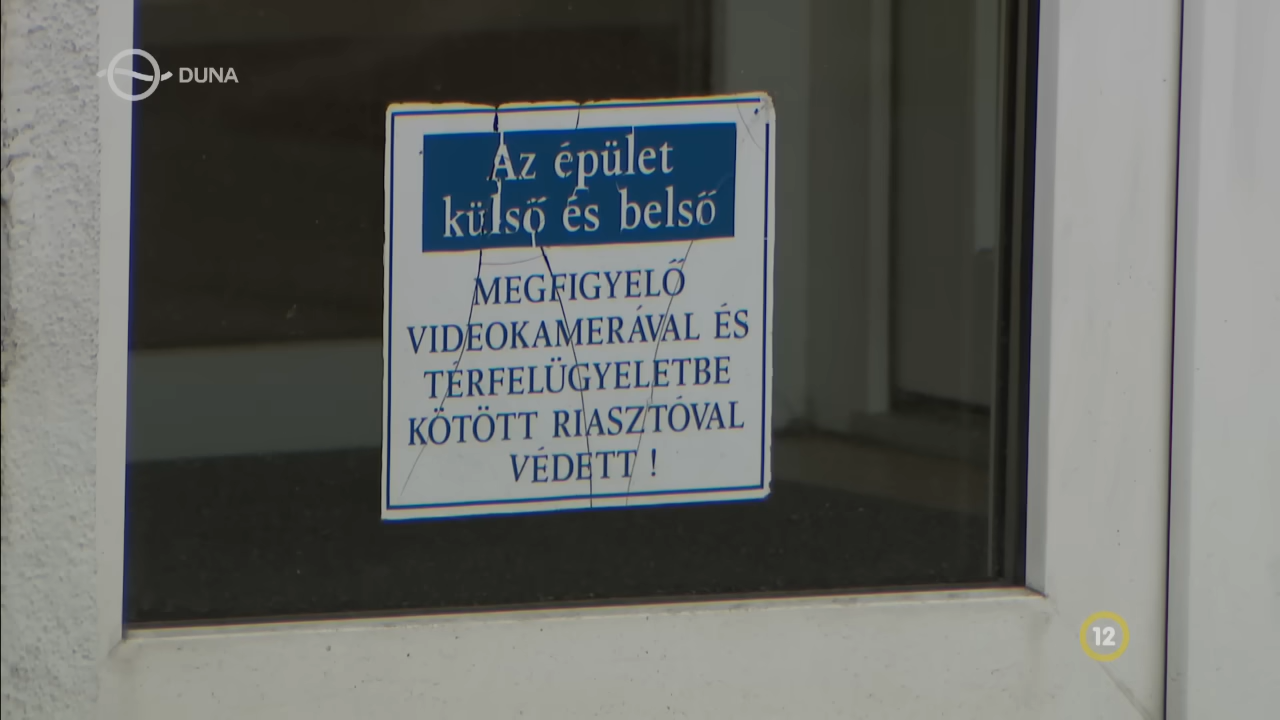 DUNA
Az épület
külső és belső
MEGFIGYELŐ
VIDEOKAMERÁVAL ÉS
TÉRFELÜGYELETBE
KÖTÖTT RIASZTÓVAL
VÉDETT !
12